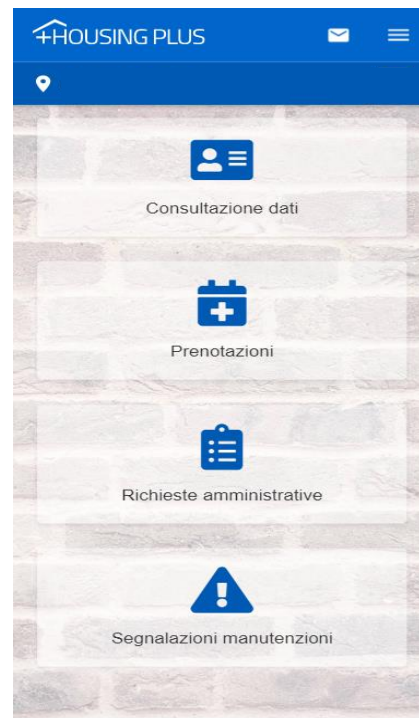 HOUSING PLUS
Consultazione dati
Prenotazioni
Richieste amministrative
Segnalazioni manutenzioni